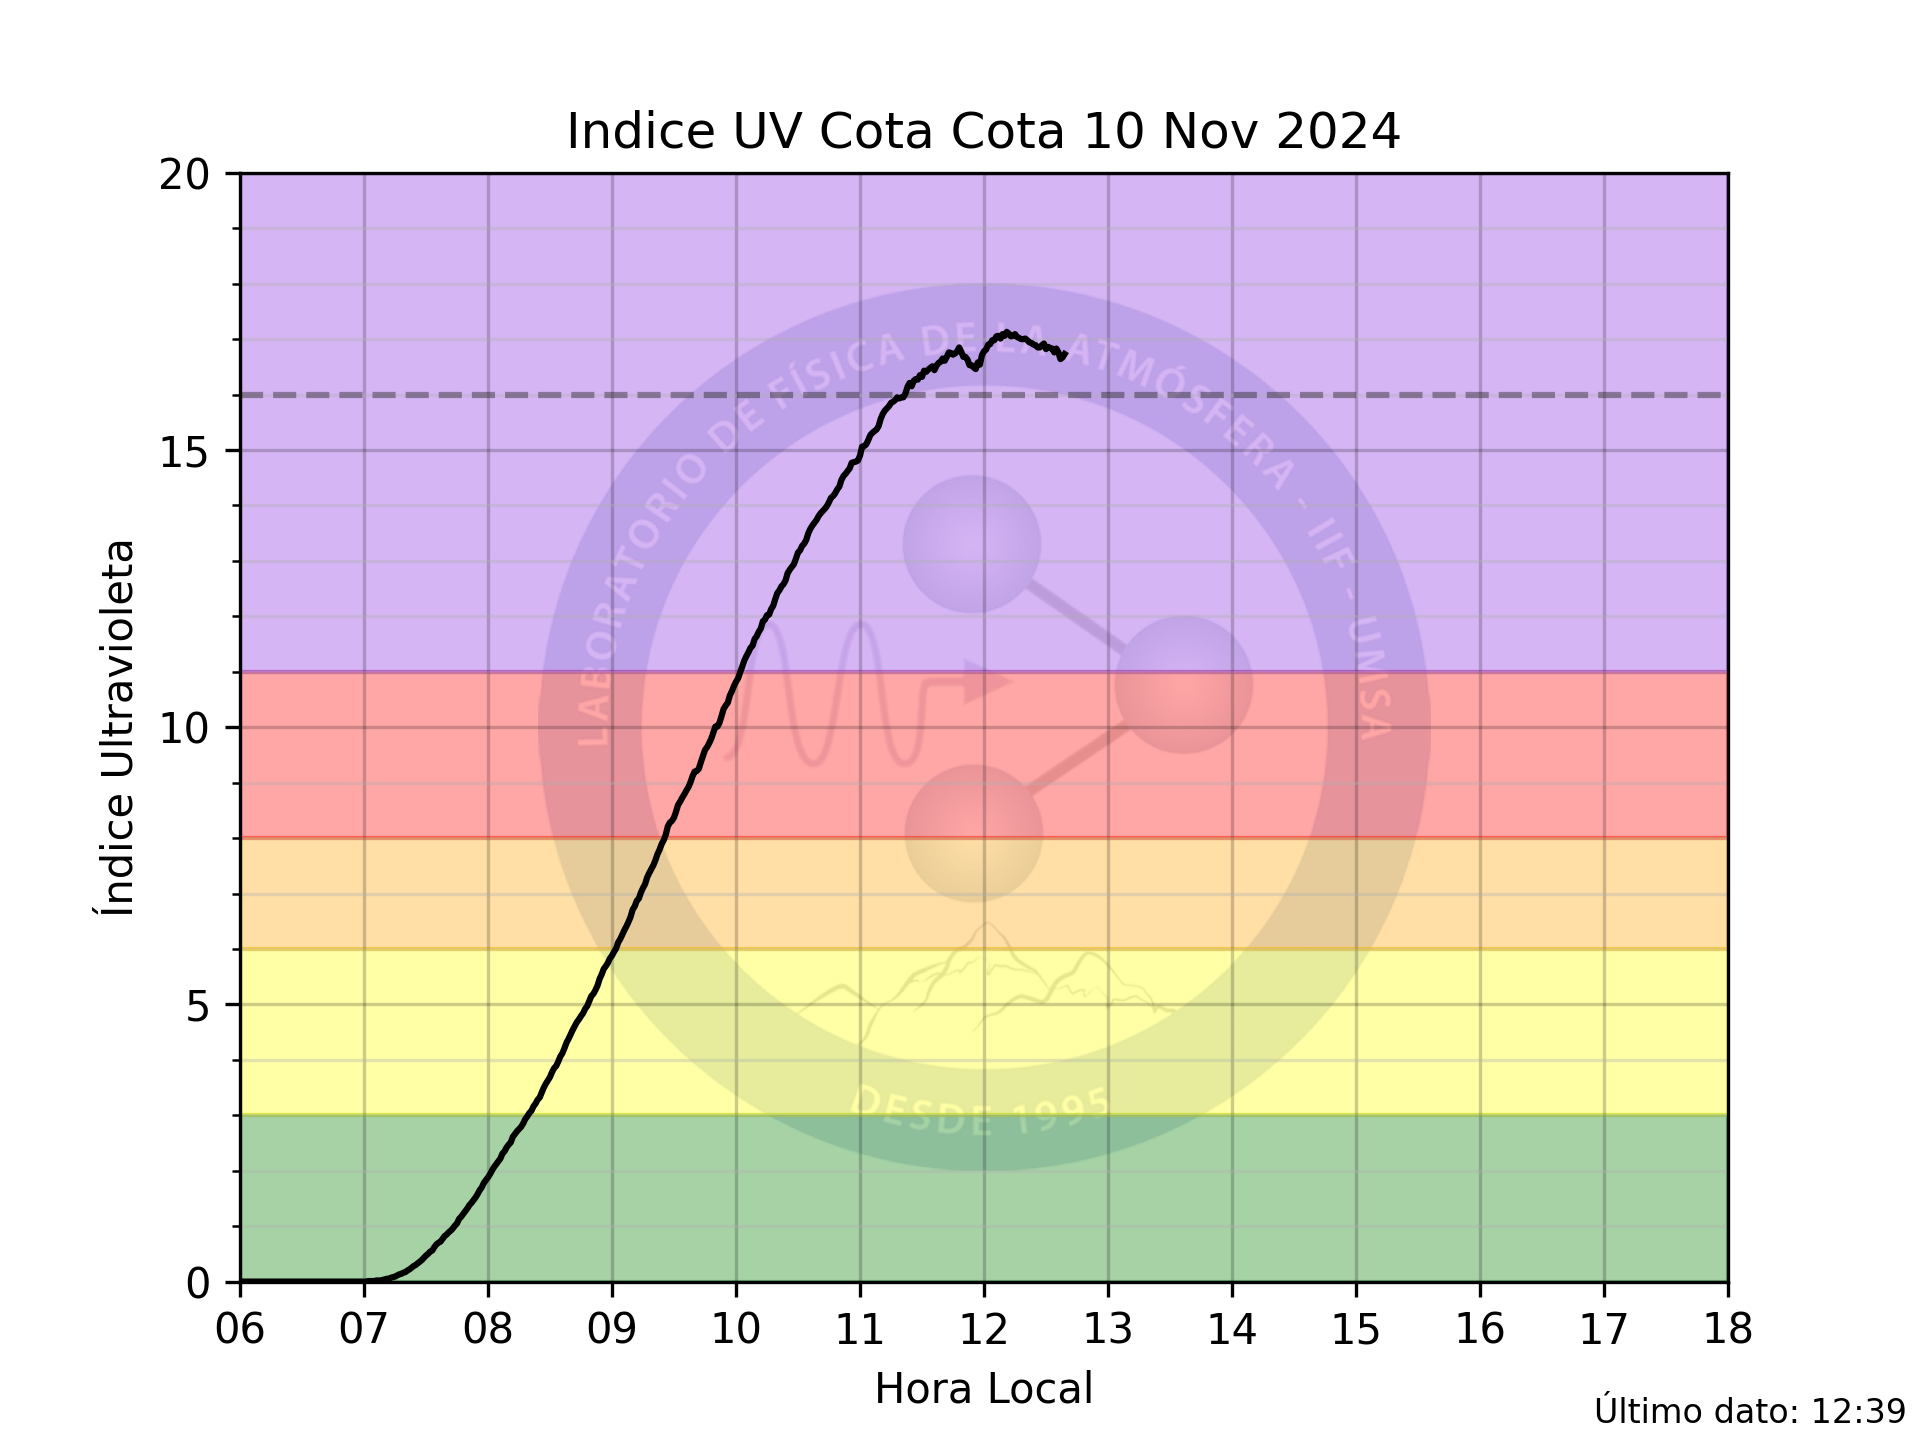 Indice UV Cota Cota 10 Nov 2024
20
15
10
5
0
Índice Ultravioleta
LABORATORIO DE FÍSICA DE LA ATMÓSFERA - IIF - UMSA
DESDE 1995
06 07 08 09 10 11 12 13 14 15 16 17 18
Hora Local
Último dato: 12:39